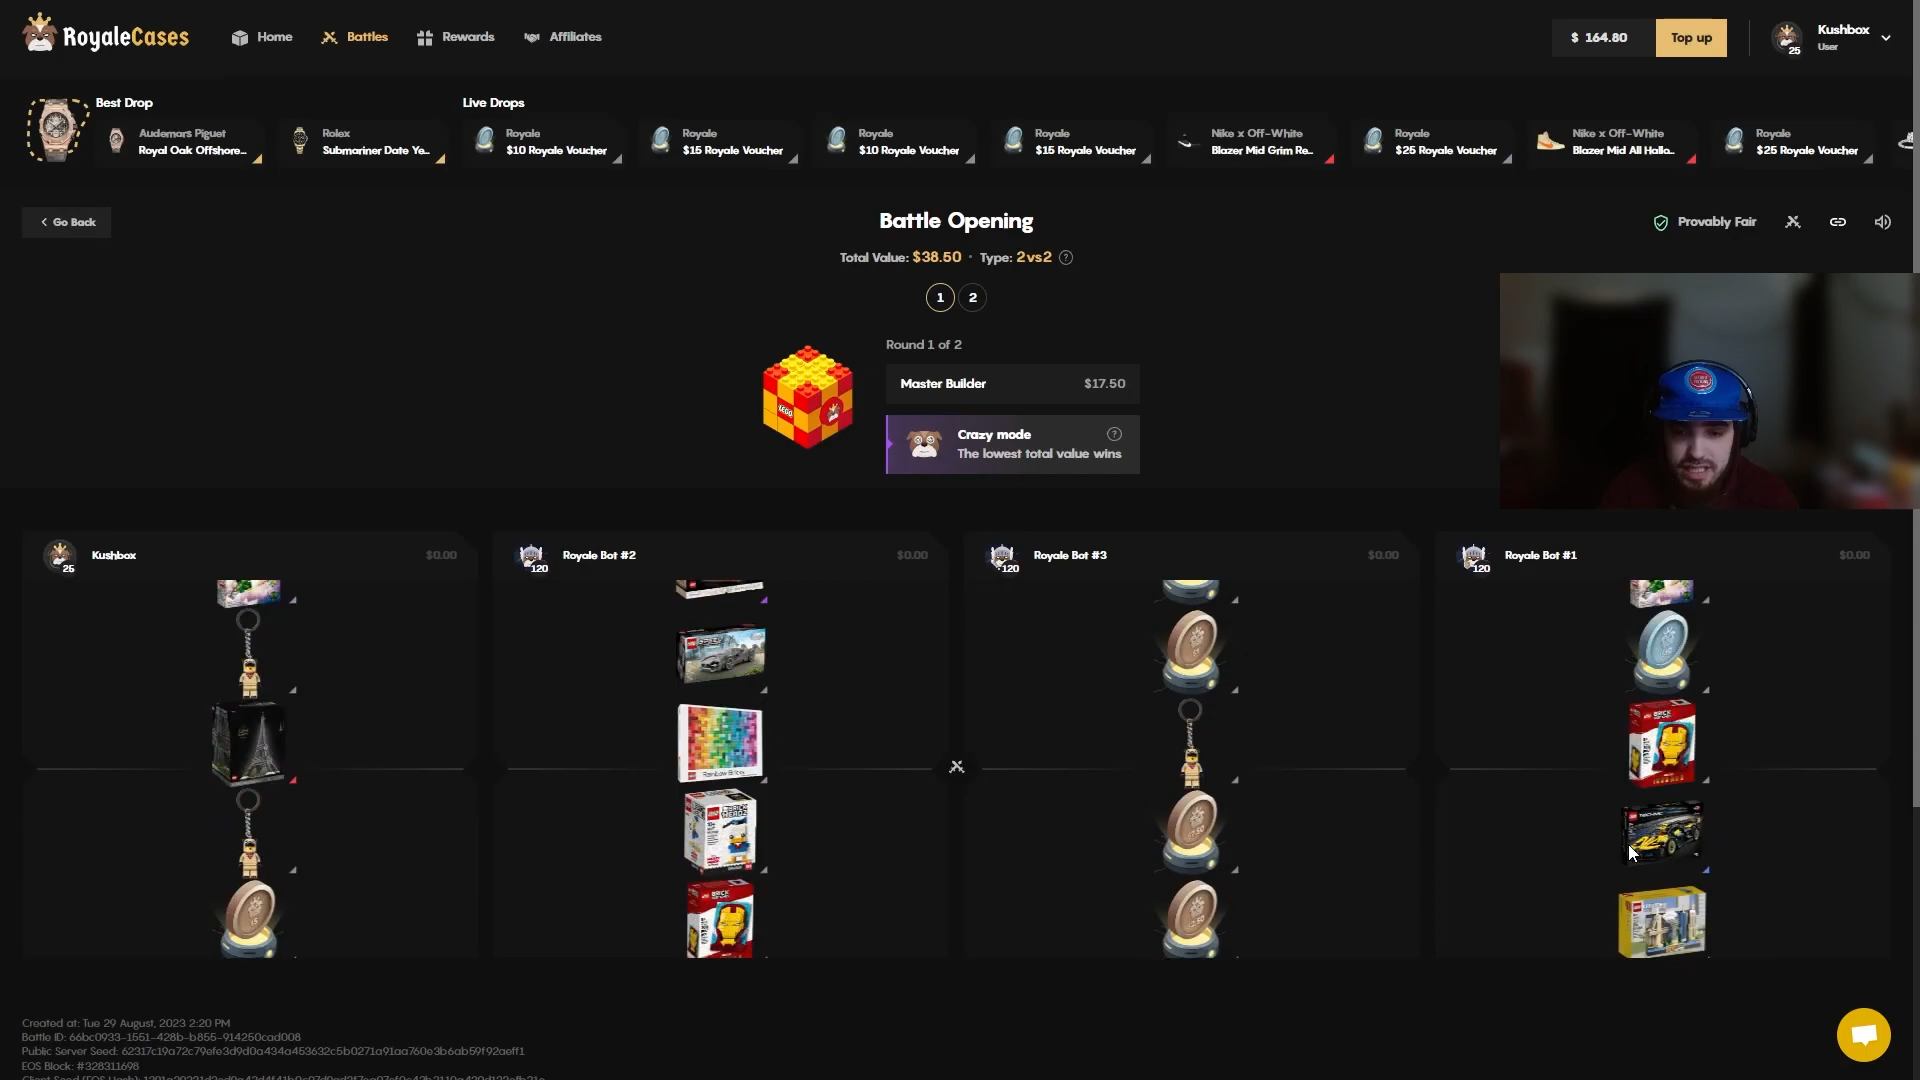 RoyaleCases
Home
Battles
Rewards
Affiliates
$ 164.80
Top up
25
Kushbox
User
Best Drop
Live Drops
Audemars Piguet
Royal Oak Offshore...
Rolex
Submariner Date Ye...
Royale
$10 Royale Voucher
Royale
$15 Royale Voucher
Royale
$10 Royale Voucher
Royale
$15 Royale Voucher
Nike x Off-White
Blazer Mid Grim Re...
Royale
$25 Royale Voucher
Nike x Off-White
Blazer Mid All Hallo...
Royale
$25 Royale Voucher
Go Back
Battle Opening
Provably Fair
Total Value: $38.50 • Type: 2vs2 ?
1 2
Round 1 of 2
Master Builder $17.50
Crazy mode ?
The lowest total value wins
LEGO
25 Kushbox $0.00
120 Royale Bot #2 $0.00
120 Royale Bot #3 $0.00
120 Royale Bot #1 $0.00
Created at: Tue 29 August, 2023 2:20 PM
Battle ID: 66bc0933-1551-428b-b855-914250cad008
Public Server Seed: 62317c19a72c79efe3d9d0a434a453632c5b0271a91aa760e3b6ab59f92aeff1
EOS Block: #328311698